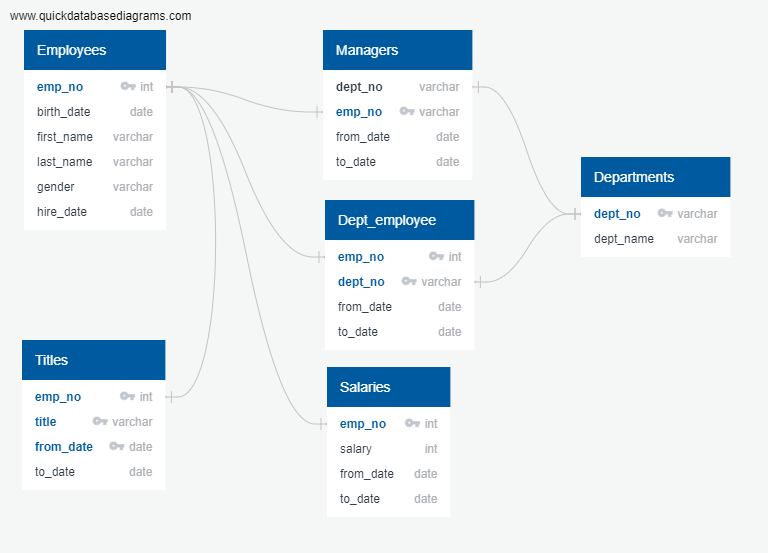 www.quickdatabasediagrams.com
Employees
emp_no int
birth_date date
first_name varchar
last_name varchar
gender varchar
hire_date date
Managers
dept_no varchar
emp_no varchar
from_date date
to_date date
Departments
dept_no varchar
dept_name varchar
Dept_employee
emp_no int
dept_no varchar
from_date date
to_date date
Titles
emp_no int
title varchar
from_date date
to_date date
Salaries
emp_no int
salary int
from_date date
to_date date